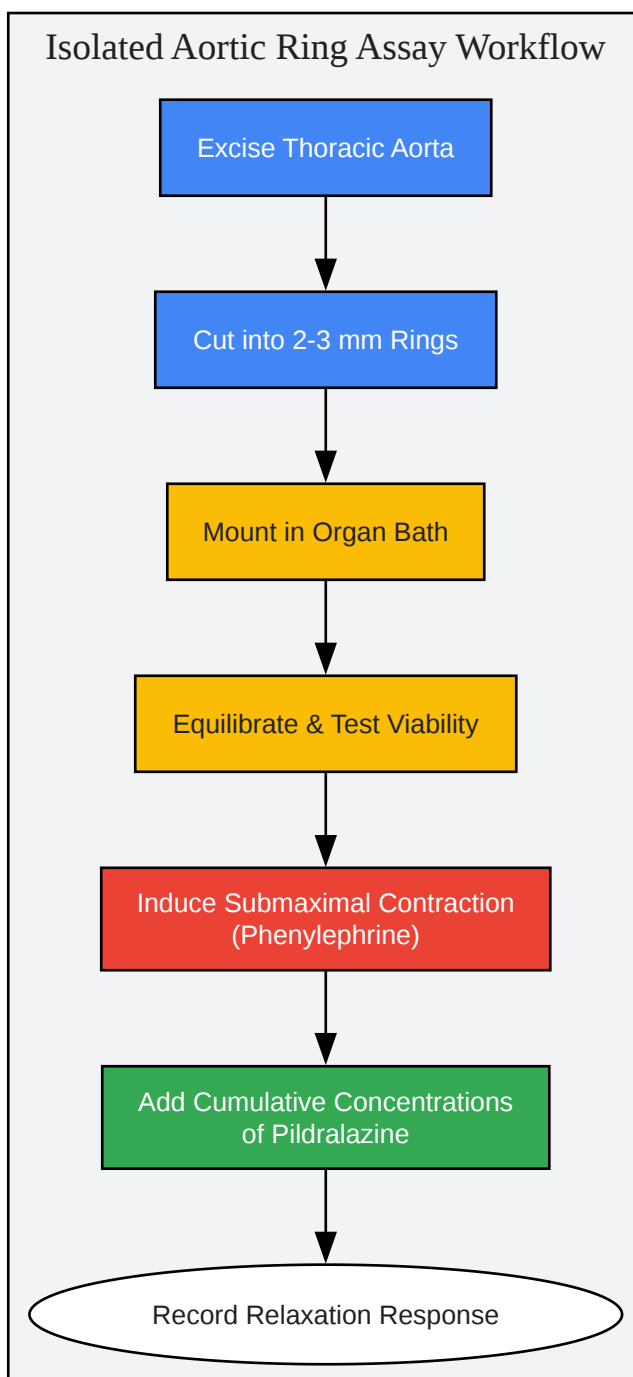 Isolated Aortic Ring Assay Workflow
Excise Thoracic Aorta
Cut into 2-3 mm Rings
Mount in Organ Bath
Equilibrate & Test Viability
Induce Submaximal Contraction
(Phenylephrine)
Add Cumulative Concentrations
of Pildralazine
Record Relaxation Response